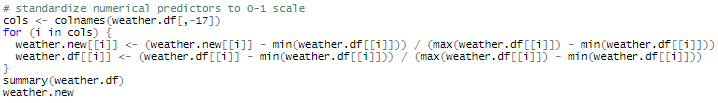 # standardize numerical predictors to 0-1 scale
cols <- colnames(weather.df[,-17])
for (i in cols) {
  weather.new[[i]] <- (weather.new[[i]] - min(weather.df[[i]])) / (max(weather.df[[i]]) - min(weather.df[[i]]))
  weather.df[[i]] <- (weather.df[[i]] - min(weather.df[[i]])) / (max(weather.df[[i]]) - min(weather.df[[i]]))
}
summary(weather.df)
weather.new